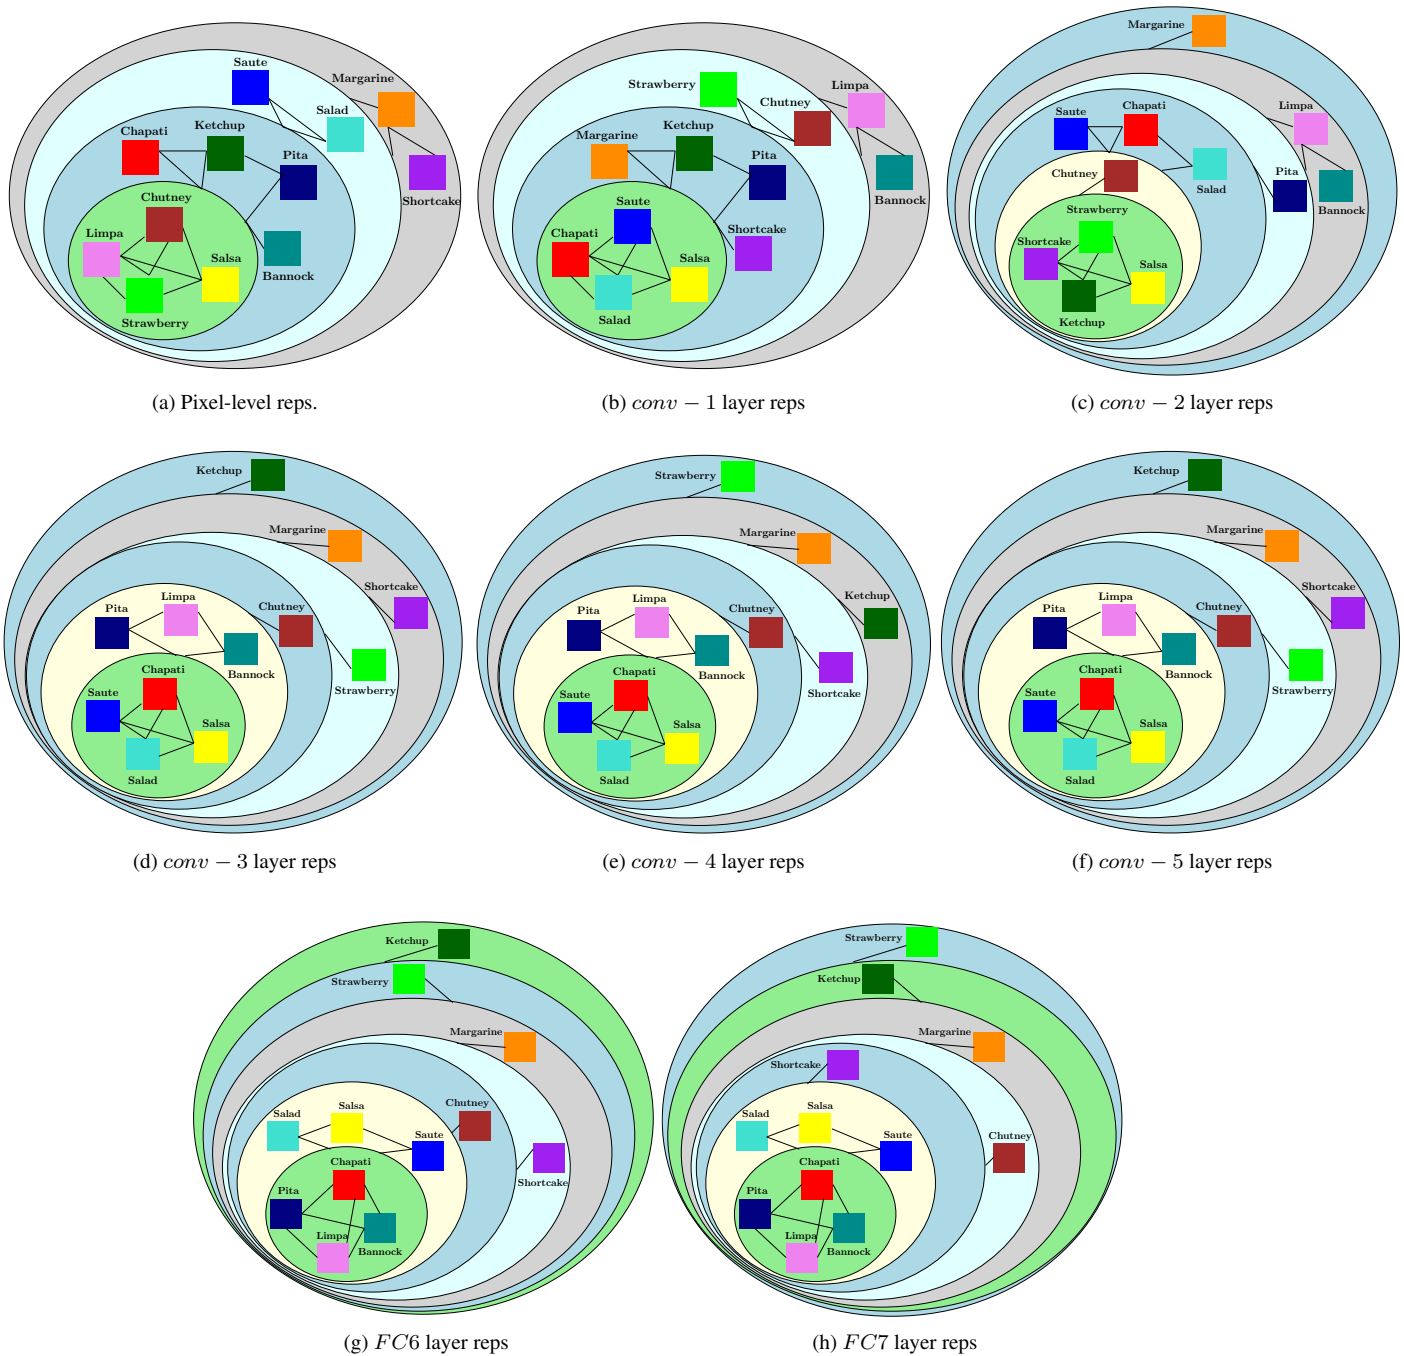 Saute
Margarine
Salad
Chapati
Ketchup
Pita
Shortcake
Chutney
Limpa
Salsa
Bannock
Strawberry
(a) Pixel-level reps.
Strawberry
Limpa
Chutney
Margarine
Ketchup
Pita
Bannock
Saute
Chapati
Shortcake
Salsa
Salad
(b) conv − 1 layer reps
Margarine
Saute
Chapati
Limpa
Chutney
Salad
Pita
Bannock
Strawberry
Shortcake
Salsa
Ketchup
(c) conv − 2 layer reps
Ketchup
Margarine
Shortcake
Pita
Limpa
Chutney
Bannock
Strawberry
Chapati
Saute
Salsa
Salad
(d) conv − 3 layer reps
Strawberry
Margarine
Ketchup
Pita
Limpa
Chutney
Bannock
Shortcake
Chapati
Saute
Salsa
Salad
(e) conv − 4 layer reps
Ketchup
Margarine
Shortcake
Pita
Limpa
Chutney
Bannock
Strawberry
Chapati
Saute
Salsa
Salad
(f) conv − 5 layer reps
Ketchup
Strawberry
Margarine
Salad
Salsa
Chutney
Saute
Chapati
Shortcake
Pita
Limpa
Bannock
(g) FC6 layer reps
Strawberry
Ketchup
Margarine
Shortcake
Salad
Salsa
Saute
Chutney
Chapati
Pita
Limpa
Bannock
(h) FC7 layer reps